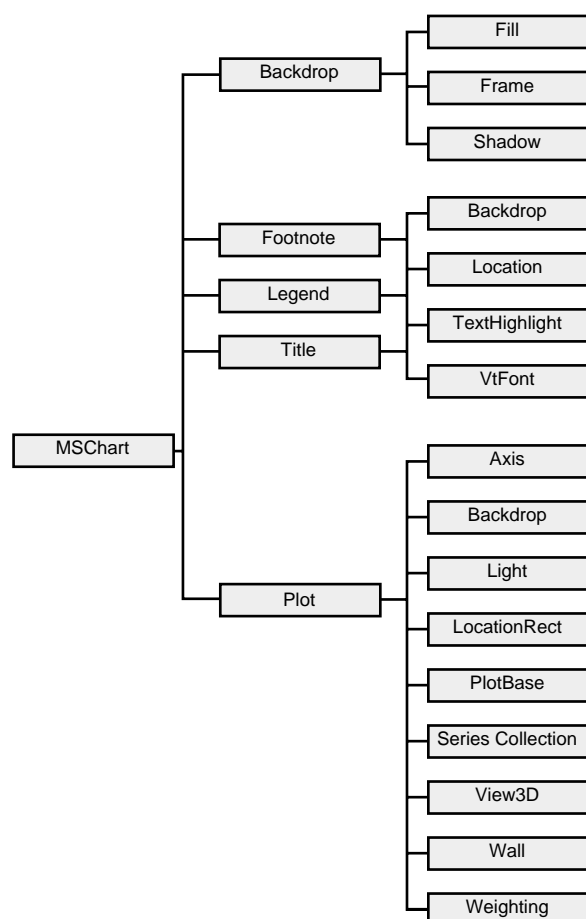 Fill
Backdrop
Frame
Shadow
Backdrop
Footnote
Location
Legend
TextHighlight
Title
VtFont
MSChart
Axis
Backdrop
Light
Plot
LocationRect
PlotBase
Series Collection
View3D
Wall
Weighting